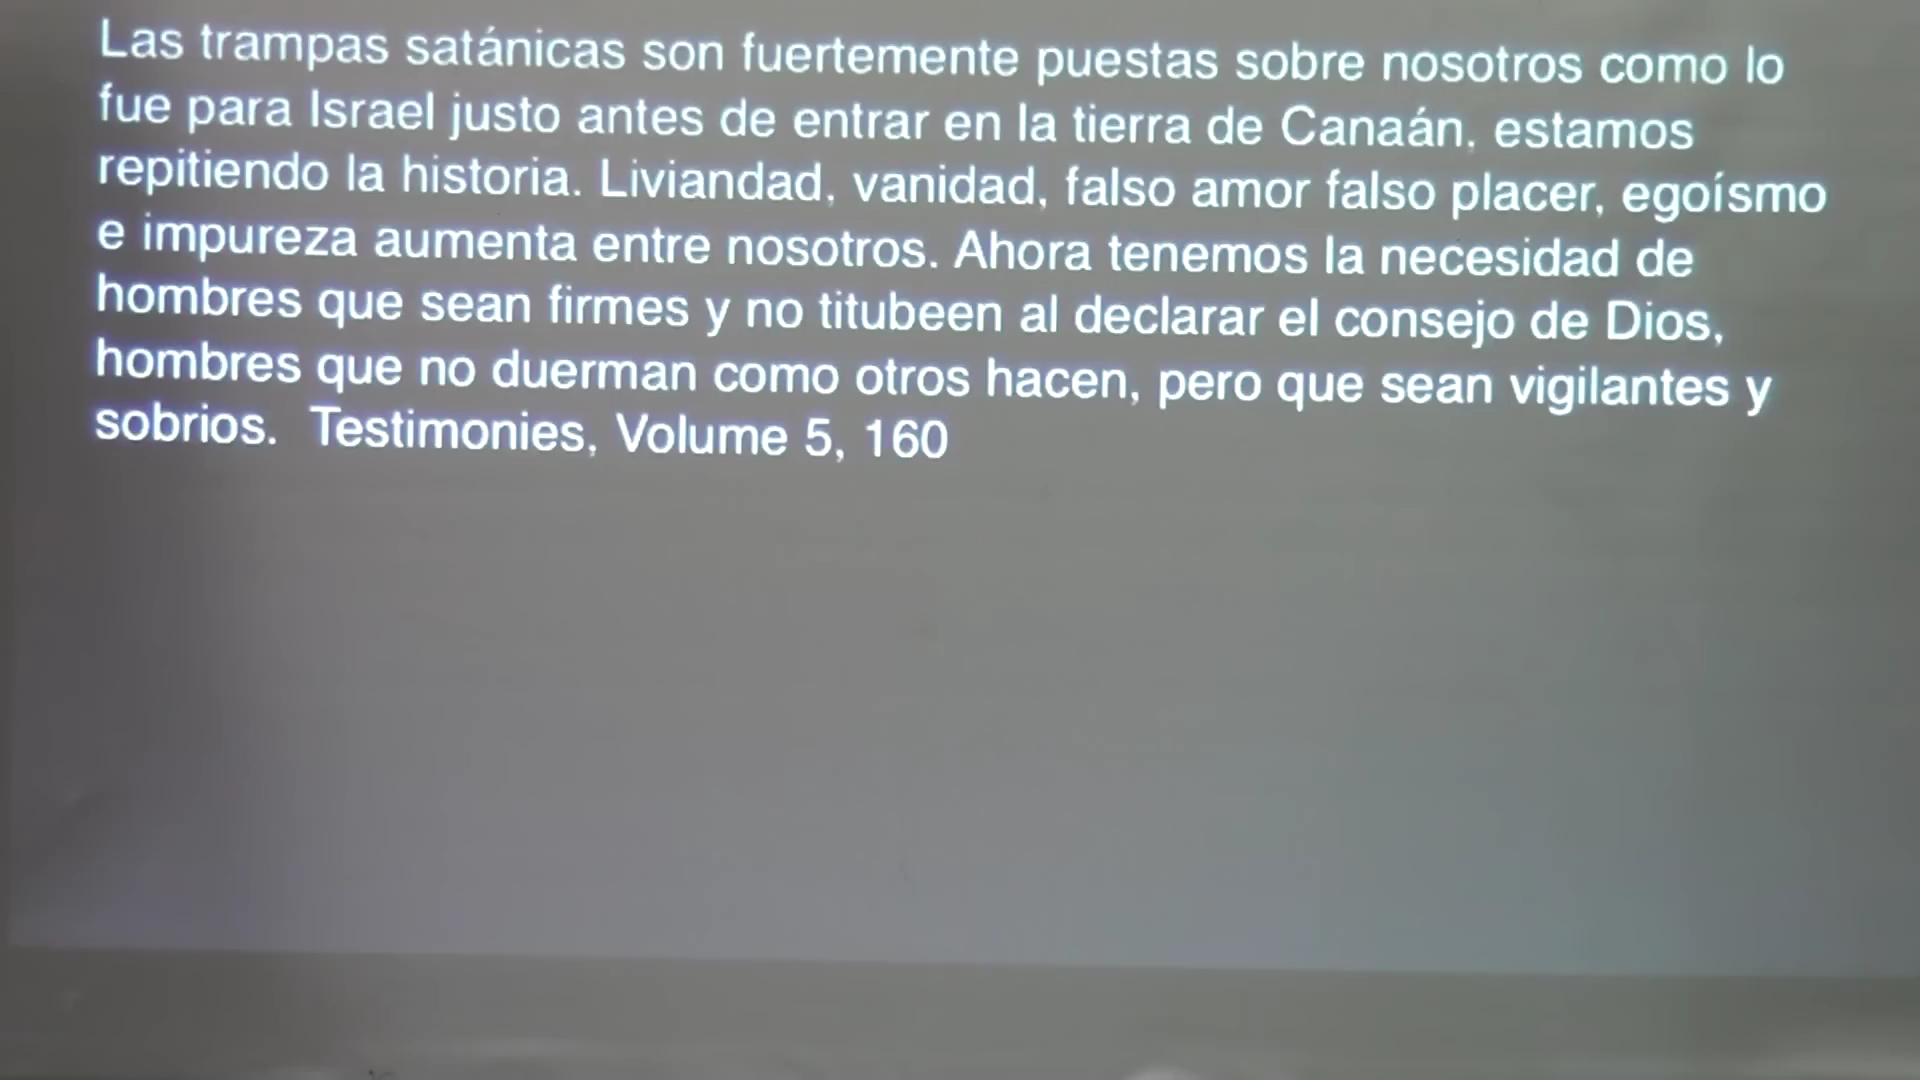 Las trampas satánicas son fuertemente puestas sobre nosotros como lo
fue para Israel justo antes de entrar en la tierra de Canaán, estamos
repitiendo la historia. Liviandad, vanidad, falso amor falso placer, egoísmo
e impureza aumenta entre nosotros. Ahora tenemos la necesidad de
hombres que sean firmes y no titubeen al declarar el consejo de Dios,
hombres que no duerman como otros hacen, pero que sean vigilantes y
sobrios. Testimonies, Volume 5, 160